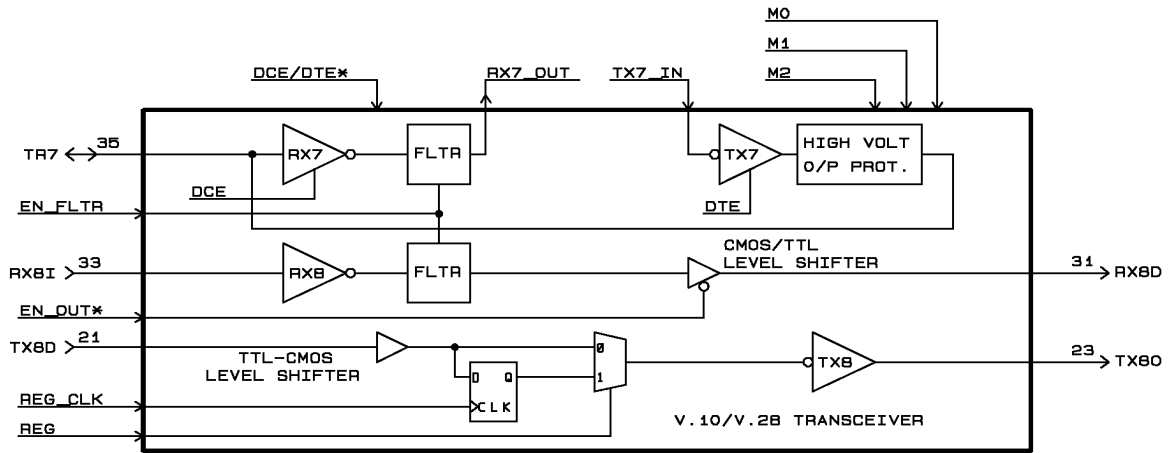 M0
M1
DCE/DTE*
RX7_OUT
TX7_IN
M2
TR7
35
RX7
FLTR
TX7
HIGH VOLT
O/P PROT.
DCE
DTE
EN_FLTR
RX8I
33
RX8
FLTR
CMOS/TTL
LEVEL SHIFTER
31
RX8D
EN_OUT*
TX8D
21
TTL-CMOS
LEVEL SHIFTER
D Q
CLK
0
1
TX8
23
TX8O
REG_CLK
REG
V.10/V.28 TRANSCEIVER